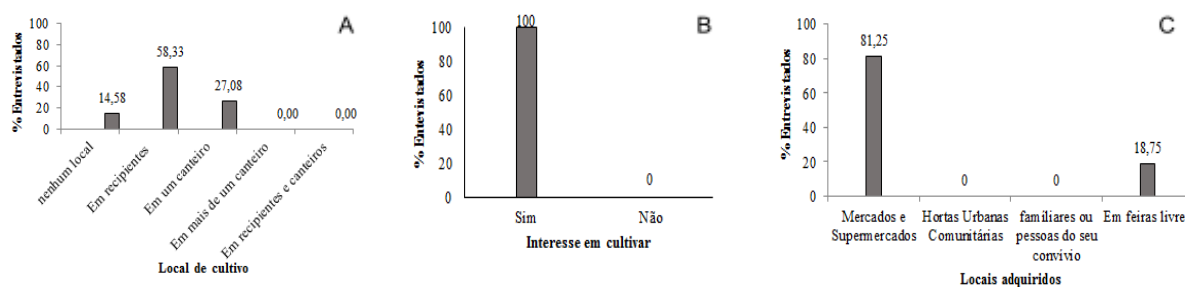 A
100
80
60
40
20
0
% Entrevistados
14,58
58,33
27,08
0,00
0,00
nenhum local
Em recipientes
Em um canteiro
Em mais de um canteiro
Em recipientes e canteiros
Local de cultivo
B
100
80
60
40
20
0
% Entevistados
100
0
Sim
Não
Interesse em cultivar
C
100
80
60
40
20
0
% Entrevistados
81,25
0
0
18,75
Mercados e
Supermercados
Hortas Urbanas
Comunitárias
familiares ou
pessoas do seu
convívio
Em feiras livre
Locais adquiridos